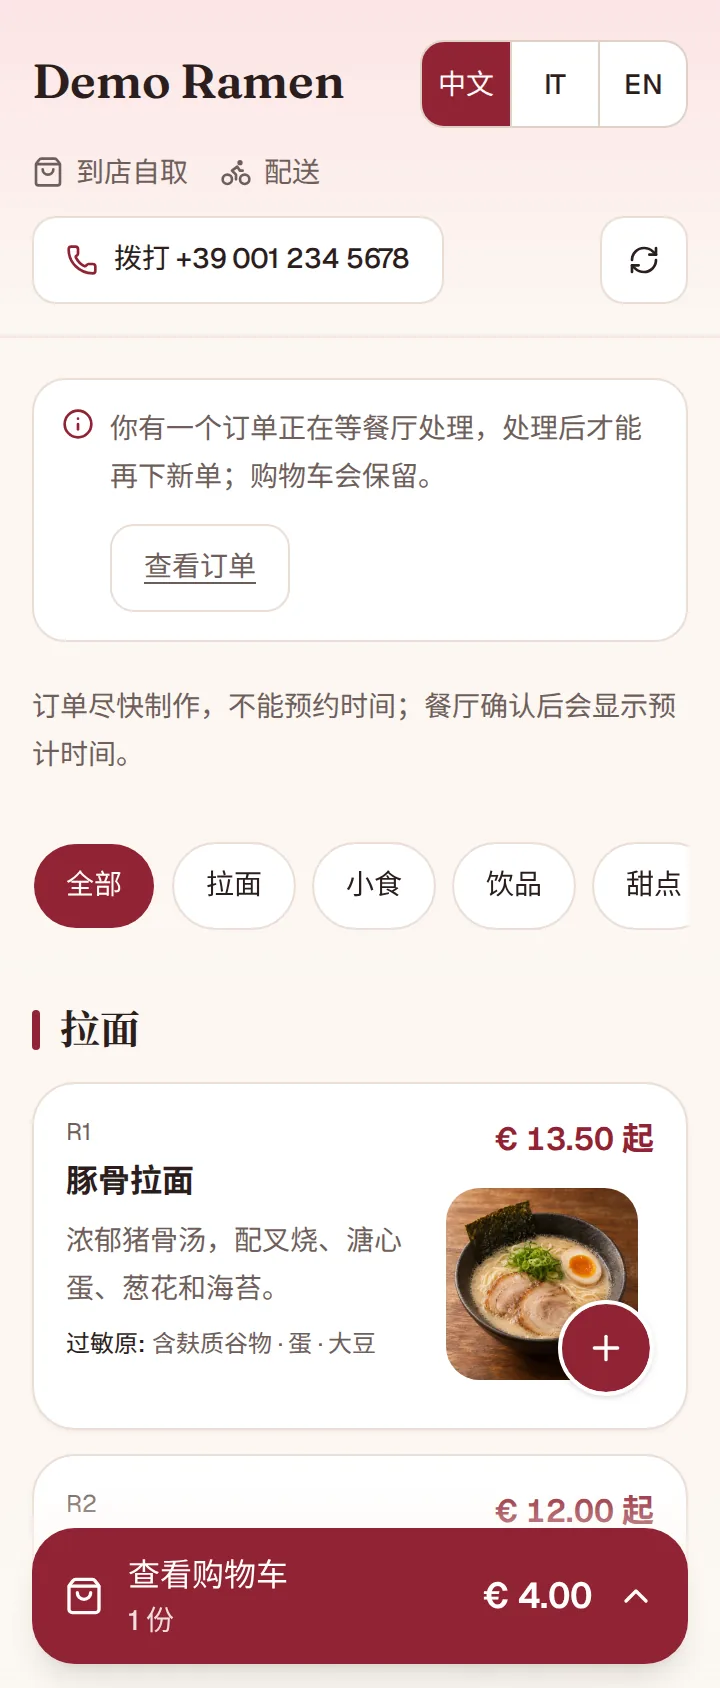 Demo Ramen
中文
IT
EN
到店自取
配送
拨打 +39 001 234 5678
你有一个订单正在等餐厅处理，处理后才能
再下新单；购物车会保留。
查看订单
订单尽快制作，不能预约时间；餐厅确认后会显示预
计时间。
全部
拉面
小食
饮品
甜点
拉面
R1
€ 13.50 起
豚骨拉面
浓郁猪骨汤，配叉烧、溏心
蛋、葱花和海苔。
过敏原: 含麸质谷物 · 蛋 · 大豆
R2
€ 12.00 起
查看购物车
1 份
€ 4.00